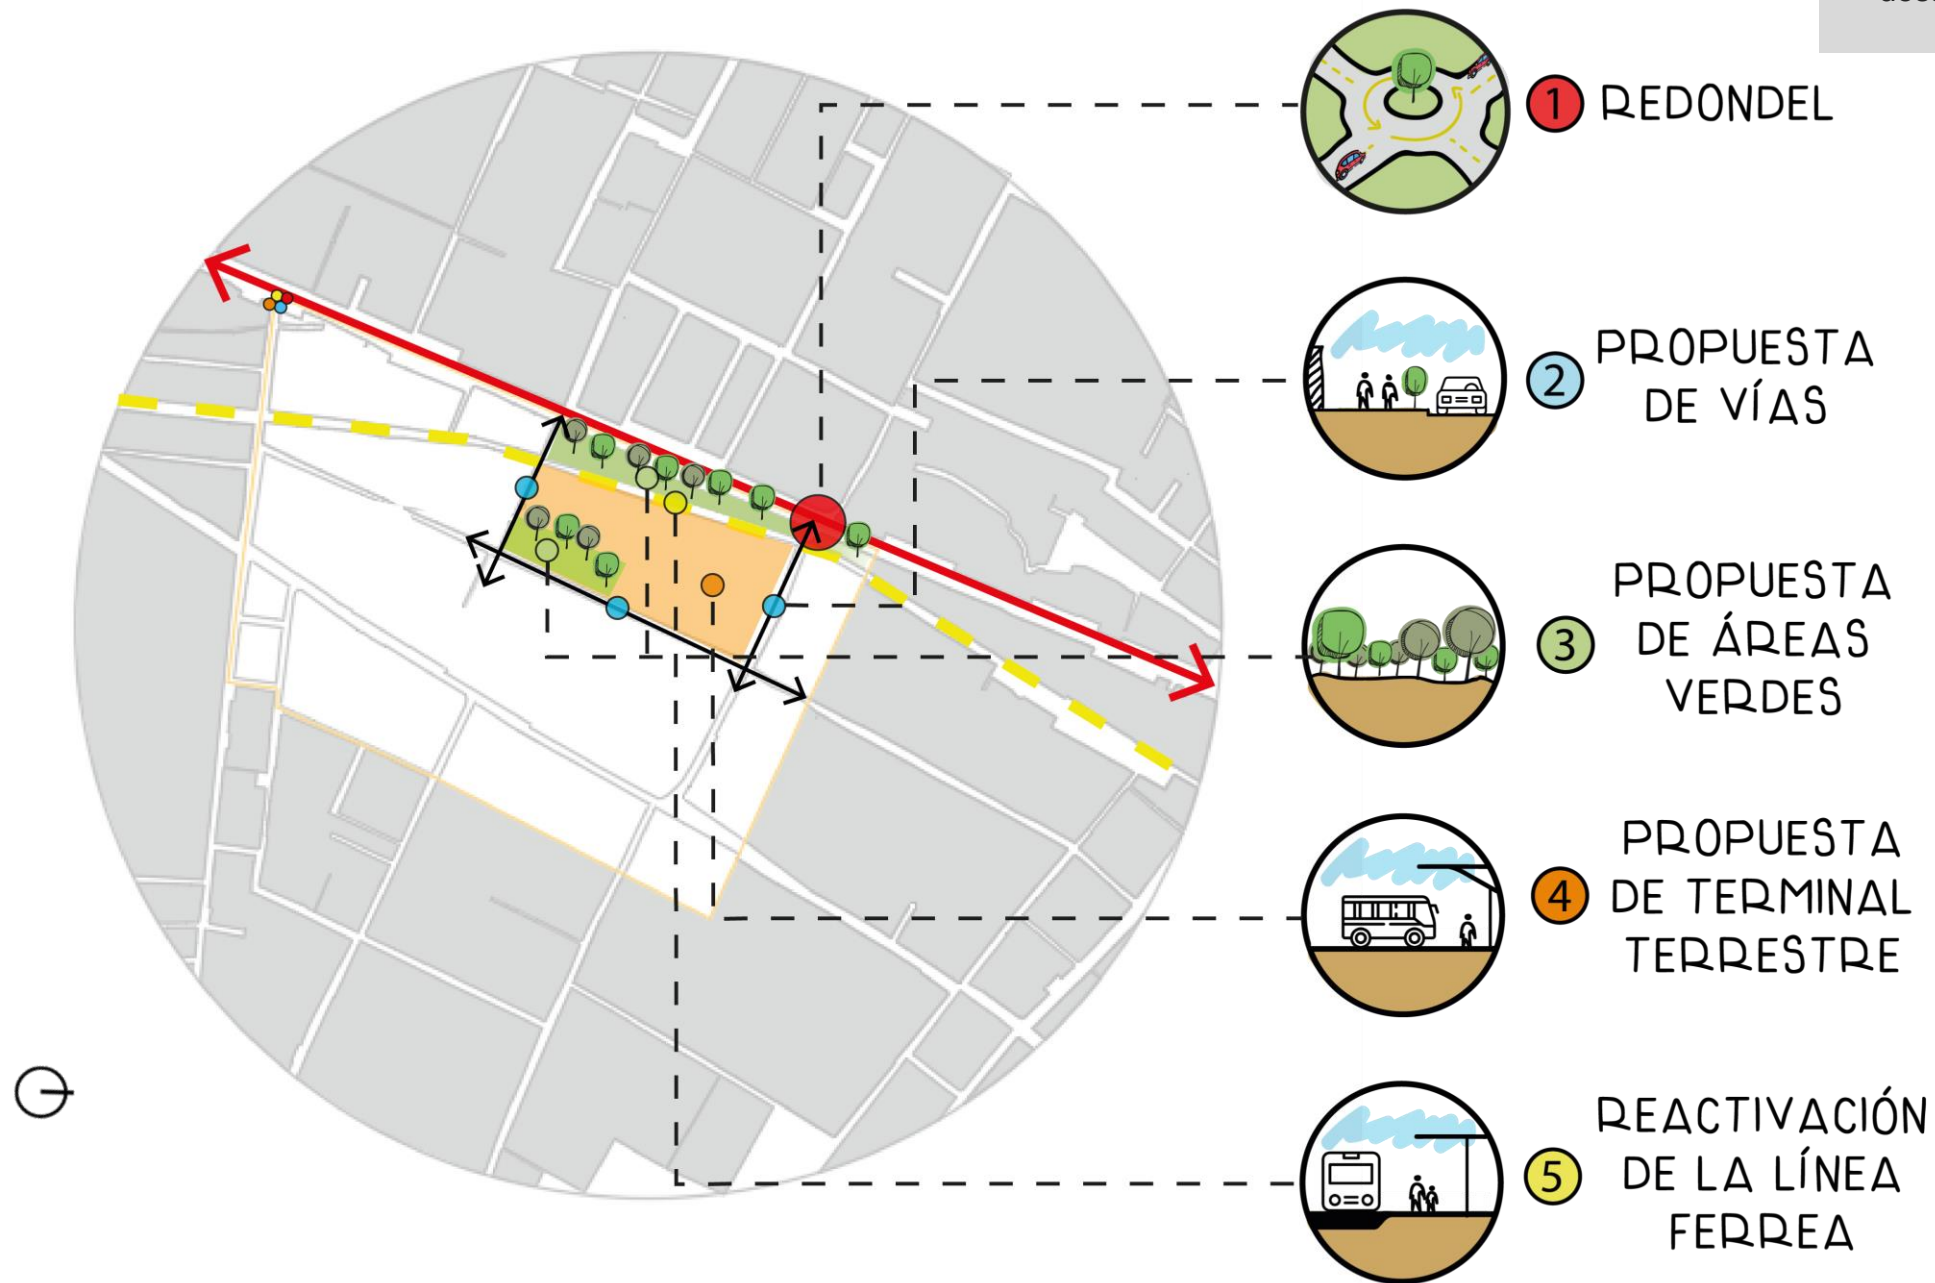 1 REDONDEL
2 PROPUESTA
DE VÍAS
3 PROPUESTA
DE ÁREAS
VERDES
4 PROPUESTA
DE TERMINAL
TERRESTRE
5 REACTIVACIÓN
DE LA LÍNEA
FERREA